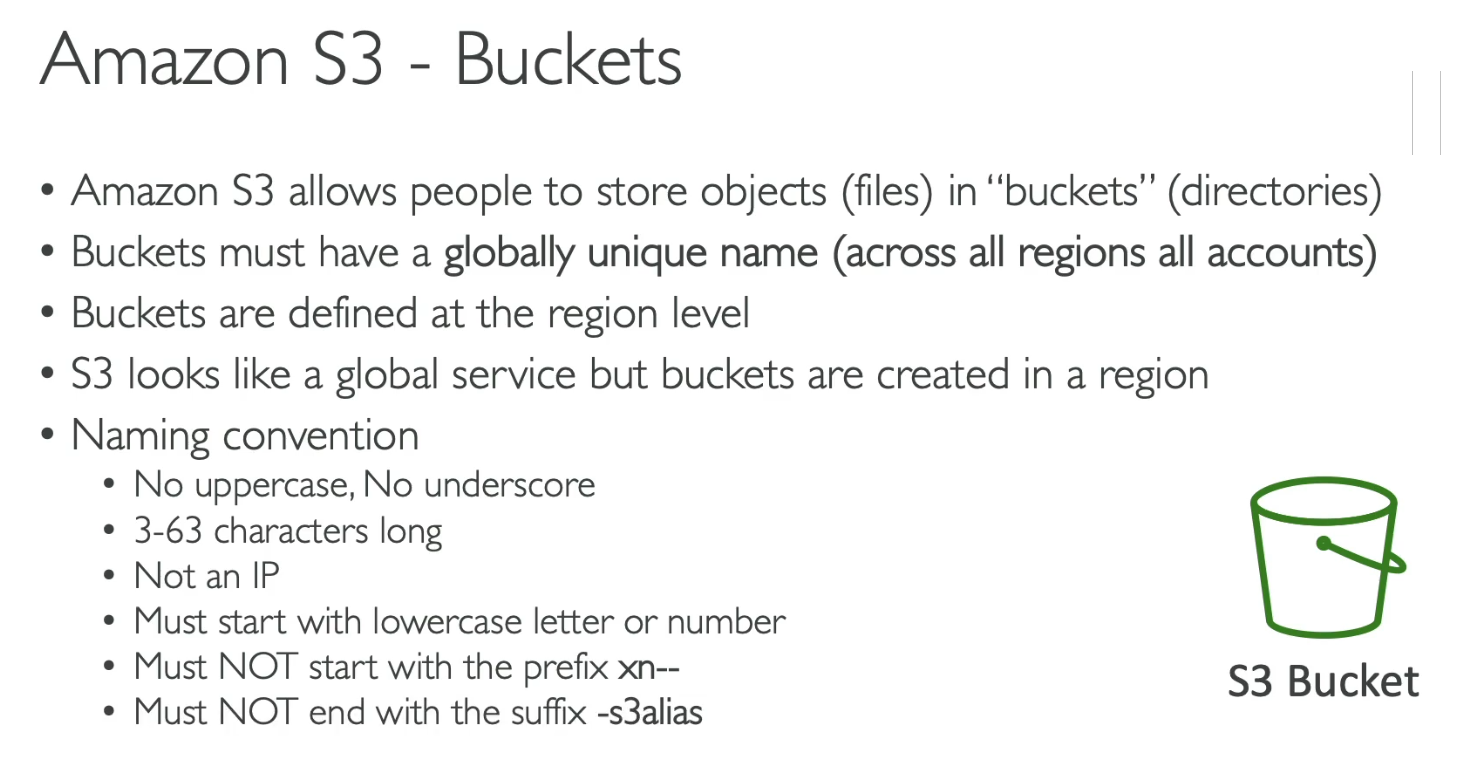 Amazon S3 - Buckets
• Amazon S3 allows people to store objects (files) in “buckets” (directories)
• Buckets must have a globally unique name (across all regions all accounts)
• Buckets are defined at the region level
• S3 looks like a global service but buckets are created in a region
• Naming convention
• No uppercase, No underscore
• 3-63 characters long
• Not an IP
• Must start with lowercase letter or number
• Must NOT start with the prefix xn--
• Must NOT end with the suffix -s3alias
S3 Bucket